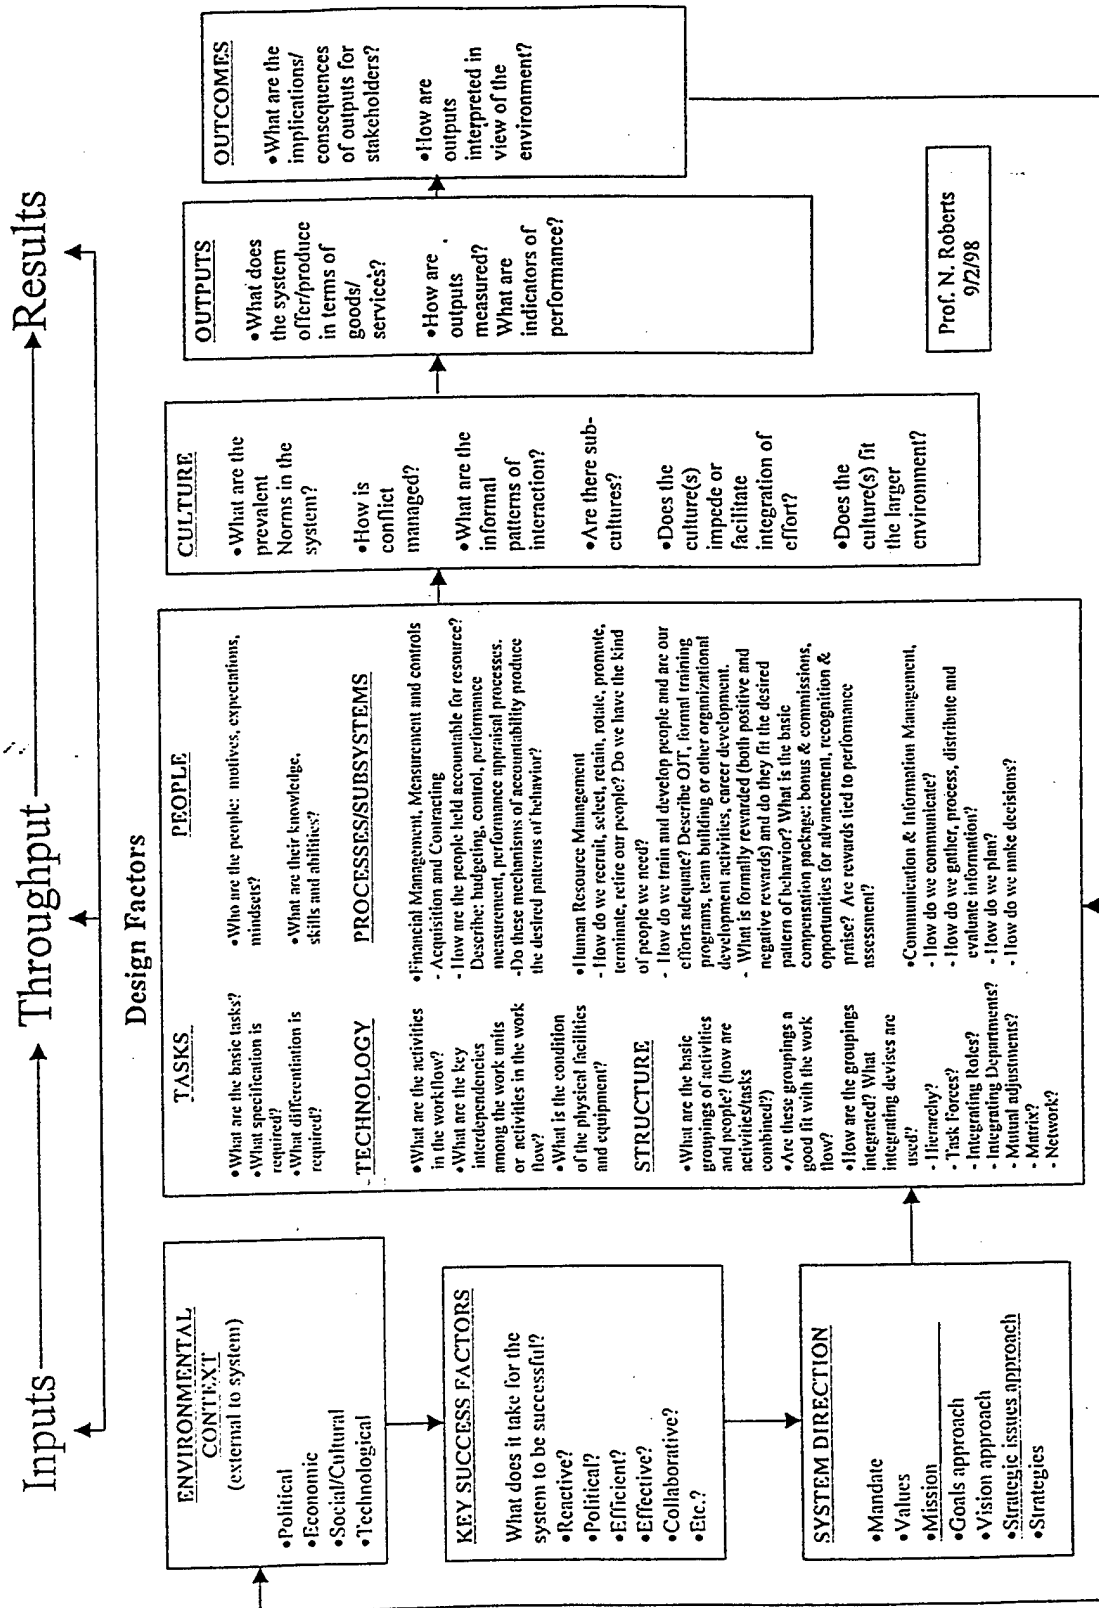 Inputs
Throughput
Results
Design Factors
ENVIRONMENTAL
CONTEXT
(external to system)
•Political
•Economic
•Social/Cultural
•Technological
KEY SUCCESS FACTORS
What does it take for the
system to be successful?
•Reactive?
•Political?
•Efficient?
•Effective?
•Collaborative?
•Etc.?
SYSTEM DIRECTION
•Mandate
•Values
•Mission
•Goals approach
•Vision approach
•Strategic issues approach
•Strategies
TASKS
•What are the basic tasks?
•What specification is
required?
•What differentiation is
required?
TECHNOLOGY
•What are the activities
in the workflow?
•What are the key
interdependencies
among the work units
or activities in the work
flow?
•What is the condition
of the physical facilities
and equipment?
STRUCTURE
•What are the basic
groupings of activities
and people? (how are
activities/tasks
combined?)
•Are these groupings a
good fit with the work
flow?
•How are the groupings
integrated? What
integrating devises are
used?
- Hierarchy?
- Task Forces?
- Integrating Roles?
- Integrating Departments?
- Mutual adjustments?
- Matrix?
- Network?
PEOPLE
•Who are the people: motives, expectations,
mindsets?
•What are their knowledge,
skills and abilities?
PROCESSES/SUBSYSTEMS
•Financial Management, Measurement and controls
- Acquisition and Contracting
- How are the people held accountable for resource?
Describe: budgeting, control, performance
measurement, performance appraisal processes.
-Do these mechanisms of accountability produce
the desired patterns of behavior?
•Human Resource Management
- How do we recruit, select, retain, rotate, promote,
terminate, retire our people? Do we have the kind
of people we need?
- How do we train and develop people and are our
efforts adequate? Describe OJT, formal training
programs, team building or other organizational
development activities, career development.
- What is formally rewarded (both positive and
negative rewards) and do they fit the desired
pattern of behavior? What is the basic
compensation package: bonus & commissions,
opportunities for advancement, recognition &
praise? Are rewards tied to performance
assessment?
•Communication & Information Management,
- How do we communicate?
- How do we gather, process, distribute and
evaluate information?
- How do we plan?
- How do we make decisions?
CULTURE
•What are the
prevalent
Norms in the
system?
•How is
conflict
managed?
•What are the
informal
patterns of
interaction?
•Are there sub-
cultures?
•Does the
culture(s)
impede or
facilitate
integration of
effort?
•Does the
culture(s) fit
the larger
environment?
OUTPUTS
•What does
the system
offer/produce
in terms of
goods/
services?
•How are
outputs
measured?
What are
indicators of
performance?
OUTCOMES
•What are the
implications/
consequences
of outputs for
stakeholders?
•How are
outputs
interpreted in
view of the
environment?
Prof. N. Roberts
9/2/98